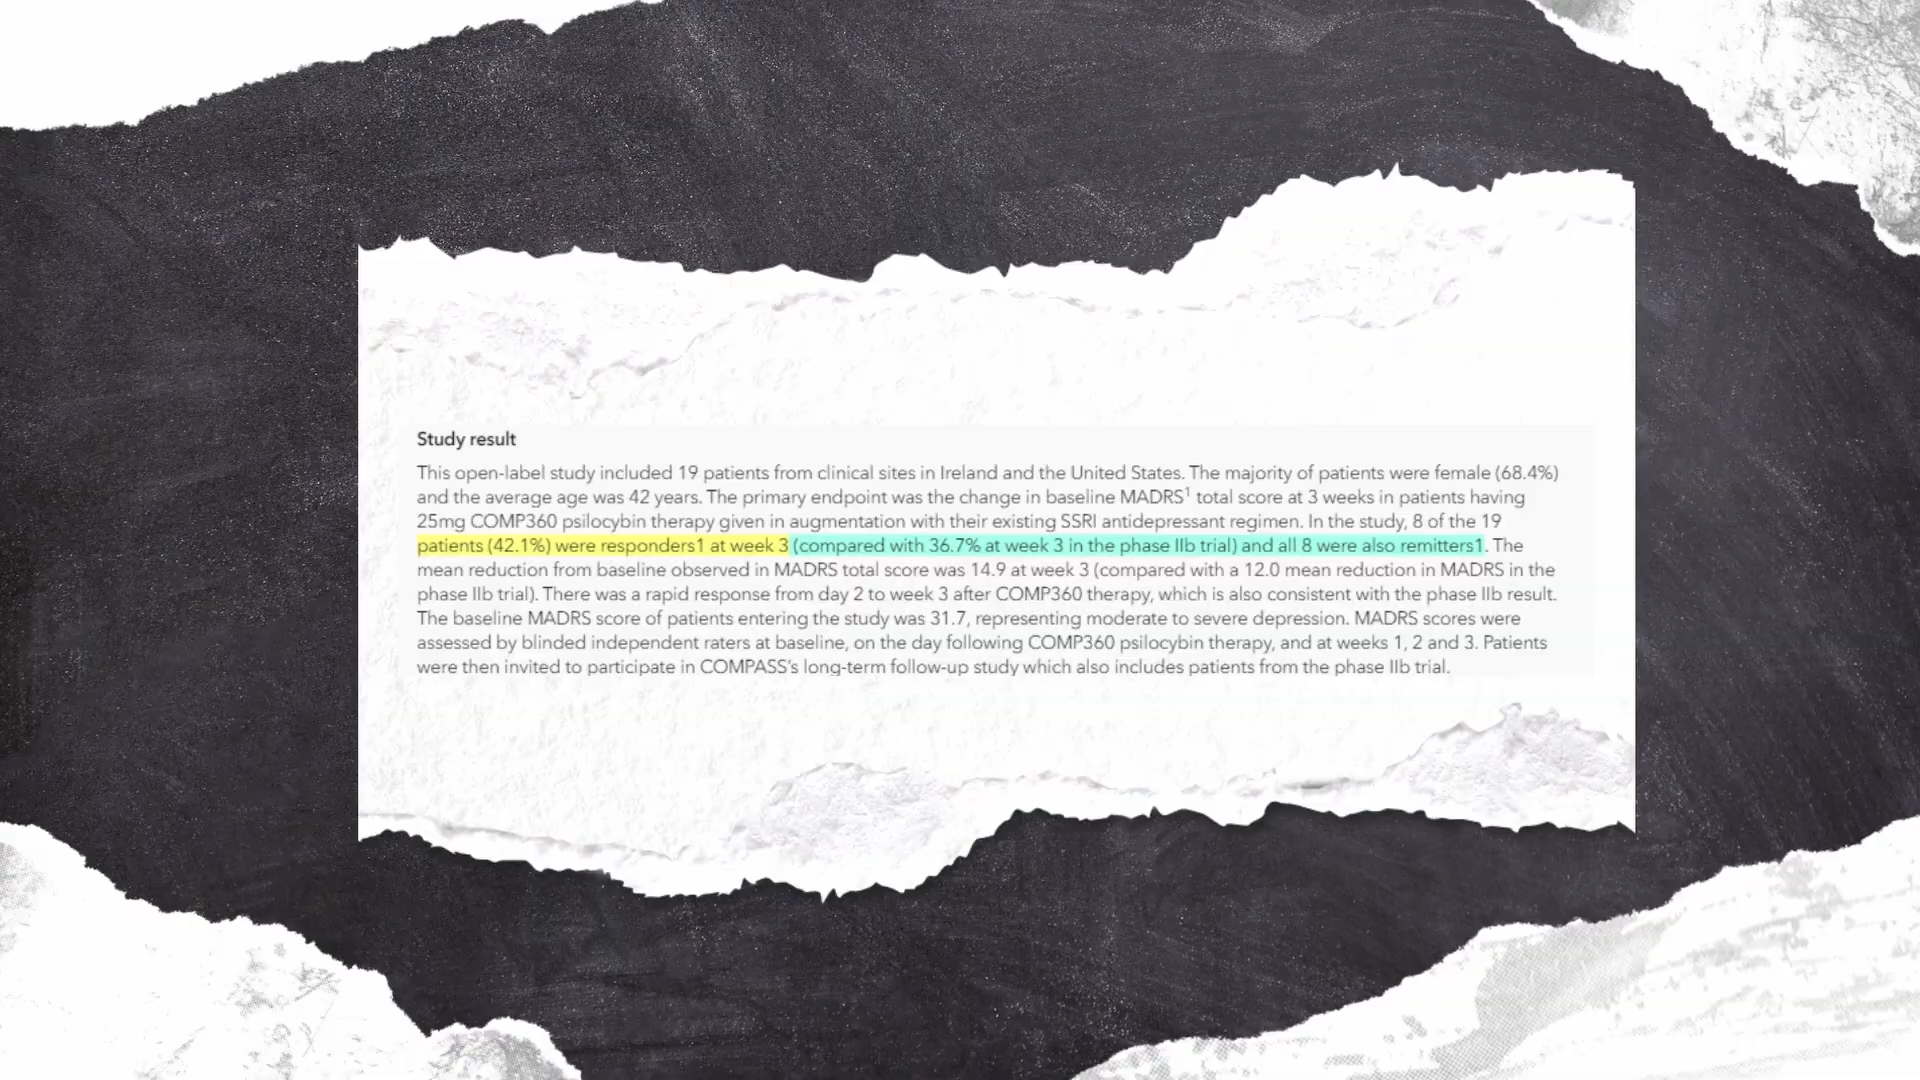 Study result
This open-label study included 19 patients from clinical sites in Ireland and the United States. The majority of patients were female (68.4%)
and the average age was 42 years. The primary endpoint was the change in baseline MADRS¹ total score at 3 weeks in patients having
25mg COMP360 psilocybin therapy given in augmentation with their existing SSRI antidepressant regimen. In the study, 8 of the 19
patients (42.1%) were responders1 at week 3 (compared with 36.7% at week 3 in the phase IIb trial) and all 8 were also remitters1. The
mean reduction from baseline observed in MADRS total score was 14.9 at week 3 (compared with a 12.0 mean reduction in MADRS in the
phase IIb trial). There was a rapid response from day 2 to week 3 after COMP360 therapy, which is also consistent with the phase IIb result.
The baseline MADRS score of patients entering the study was 31.7, representing moderate to severe depression. MADRS scores were
assessed by blinded independent raters at baseline, on the day following COMP360 psilocybin therapy, and at weeks 1, 2 and 3. Patients
were then invited to participate in COMPASS's long-term follow-up study which also includes patients from the phase IIb trial.